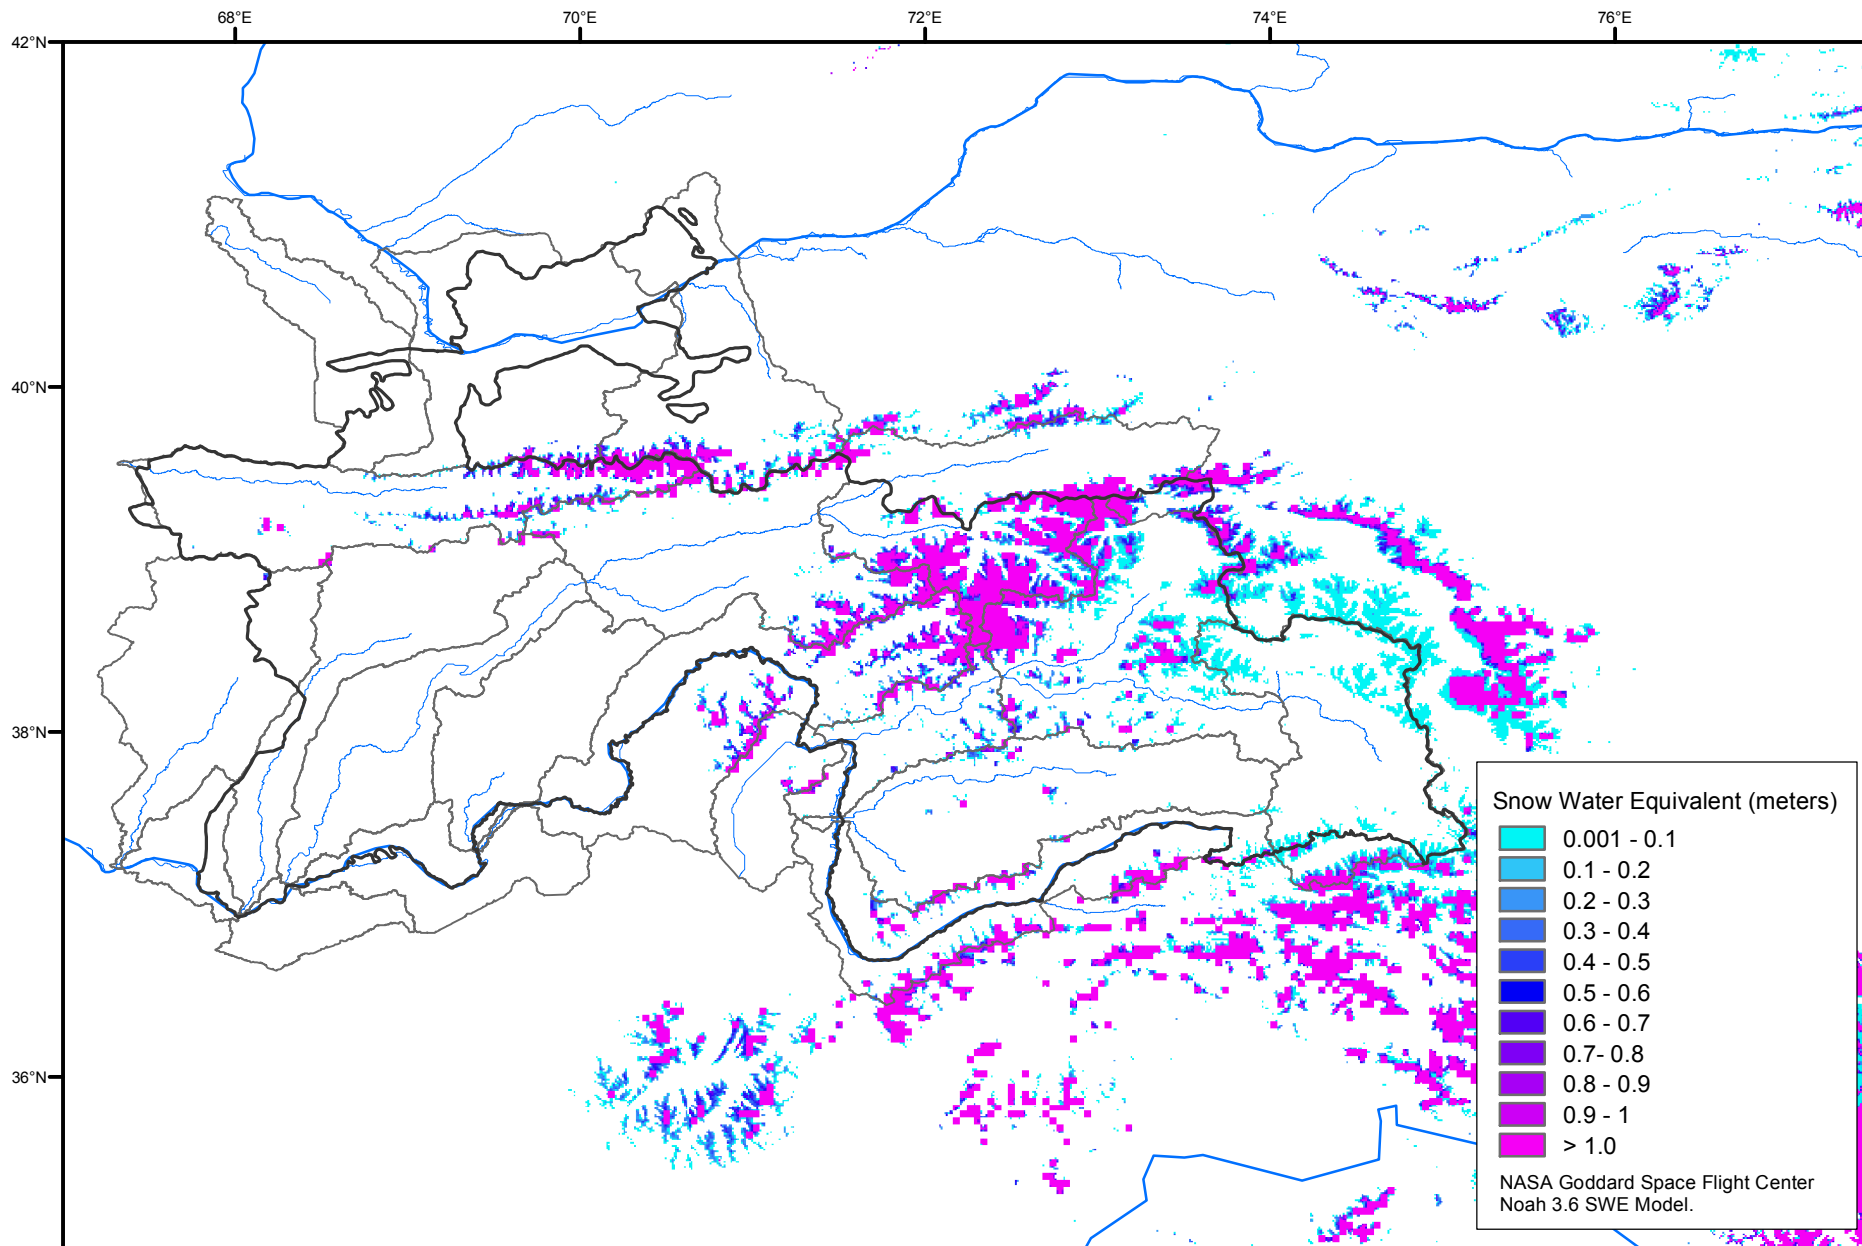 68°E 70°E 72°E 74°E 76°E
42°N
40°N
38°N
36°N
Snow Water Equivalent (meters)
0.001 - 0.1
0.1 - 0.2
0.2 - 0.3
0.3 - 0.4
0.4 - 0.5
0.5 - 0.6
0.6 - 0.7
0.7- 0.8
0.8 - 0.9
0.9 - 1
> 1.0
NASA Goddard Space Flight Center
Noah 3.6 SWE Model.